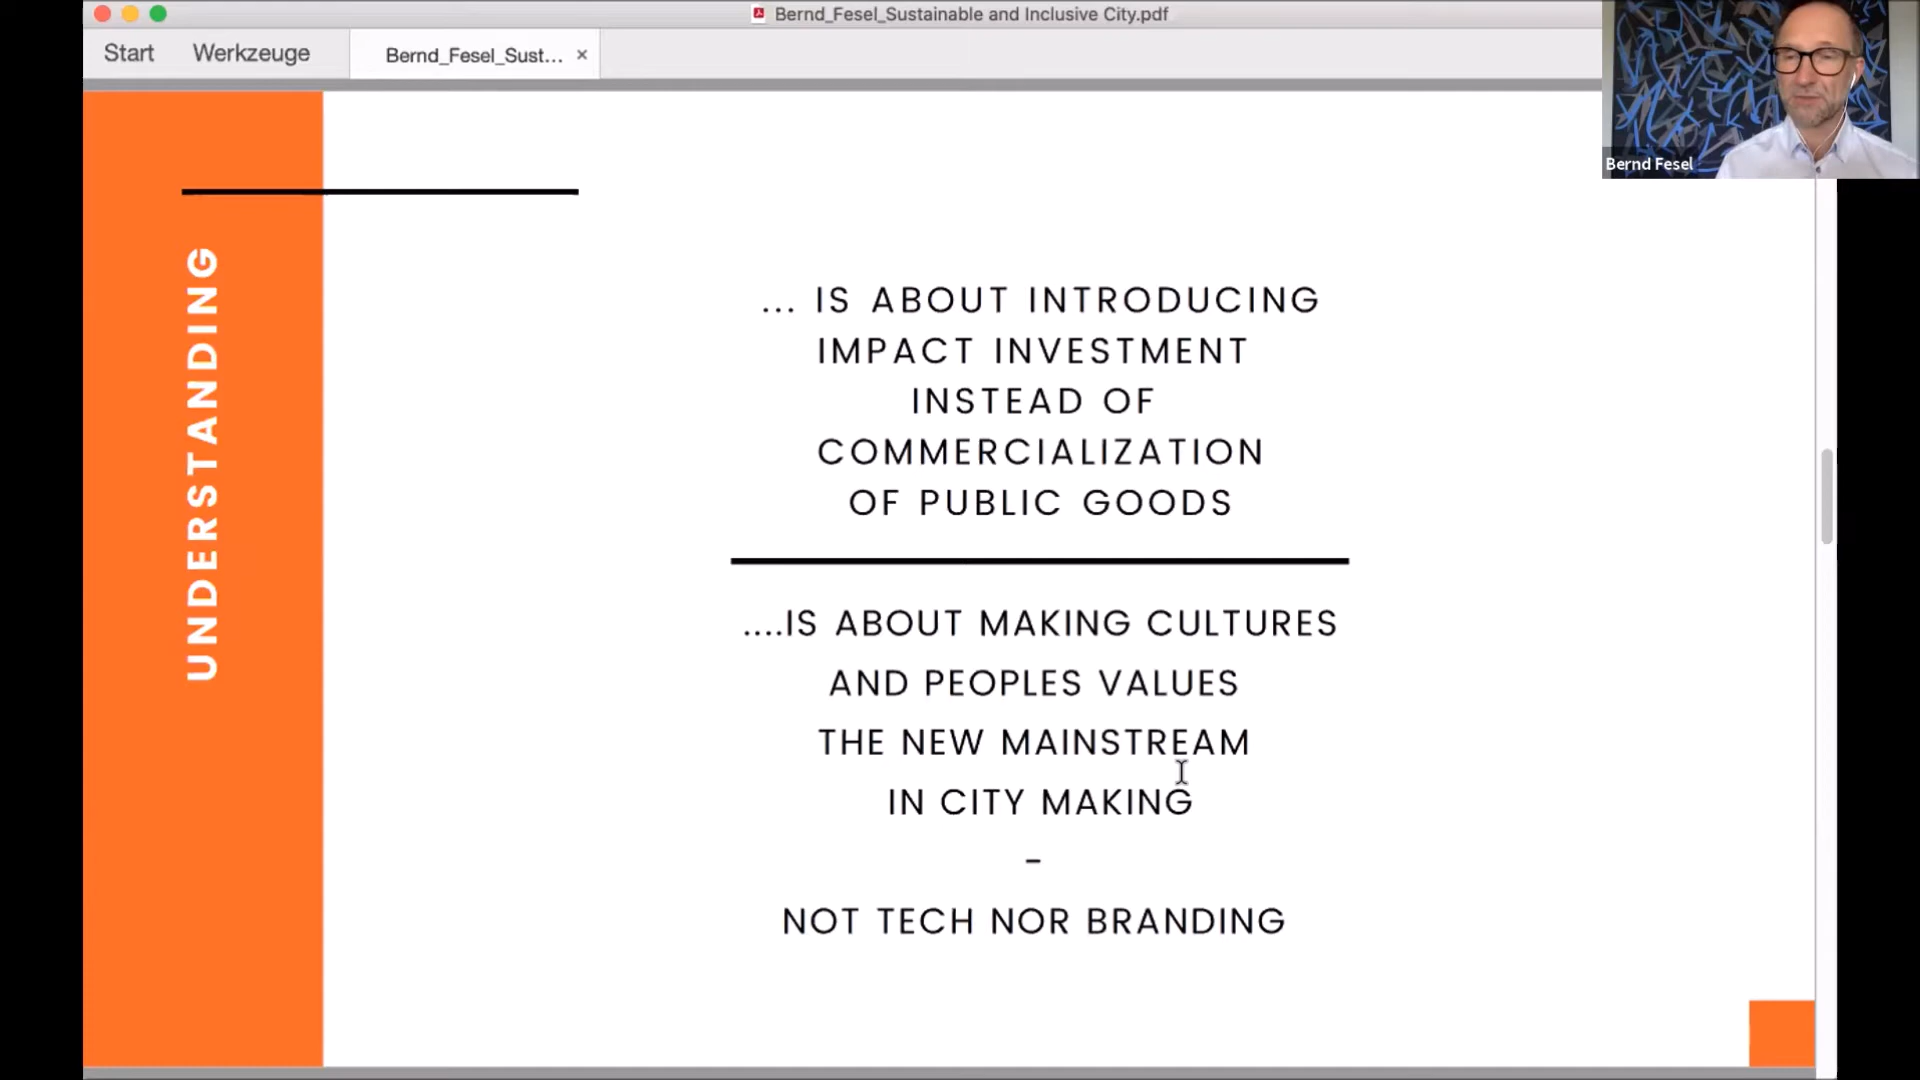 Bernd_Fesel_Sustainable and Inclusive City.pdf
Start
Werkzeuge
Bernd_Fesel_Sust... ×
Bernd Fesel
UNDERSTANDING
... IS ABOUT INTRODUCING
IMPACT INVESTMENT
INSTEAD OF
COMMERCIALIZATION
OF PUBLIC GOODS
....IS ABOUT MAKING CULTURES
AND PEOPLES VALUES
THE NEW MAINSTREAM
IN CITY MAKING
-
NOT TECH NOR BRANDING